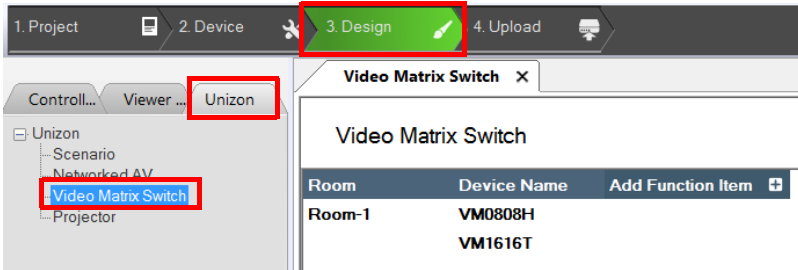 1. Project 2. Device 3. Design 4. Upload
Video Matrix Switch X
Controll... Viewer ... Unizon
Unizon
Scenario
Networked AV
Video Matrix Switch
Projector
Video Matrix Switch
Room Device Name Add Function Item
Room-1 VM0808H
VM1616T